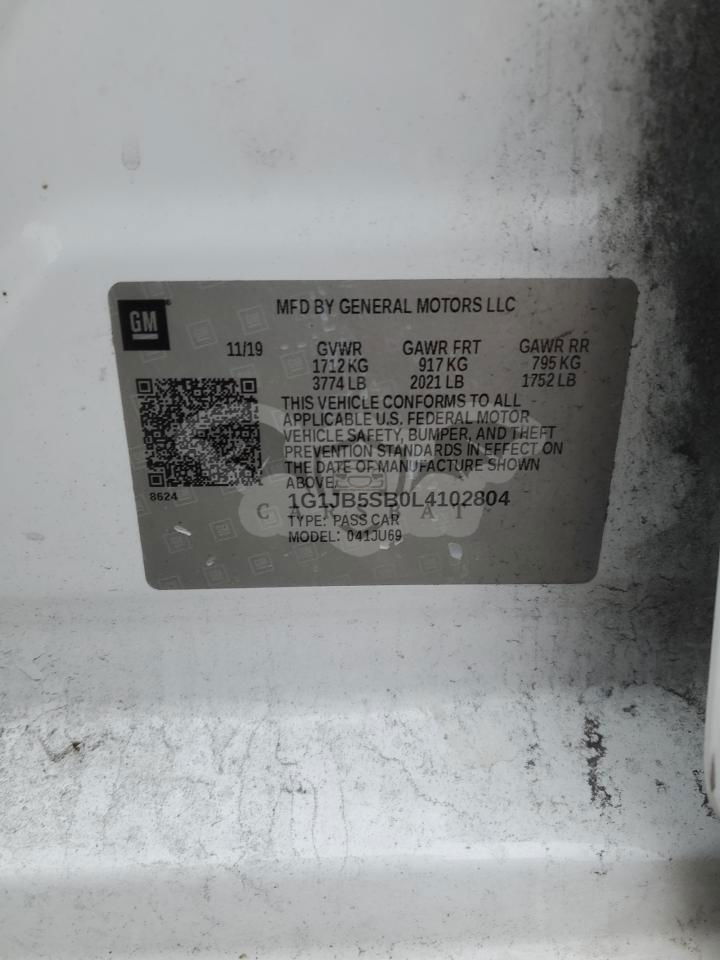 GM
MFD BY GENERAL MOTORS LLC
11/19 GVWR GAWR FRT GAWR RR
1712 KG 917 KG 795 KG
3774 LB 2021 LB 1752 LB
THIS VEHICLE CONFORMS TO ALL
APPLICABLE U.S. FEDERAL MOTOR
VEHICLE SAFETY, BUMPER, AND THEFT
PREVENTION STANDARDS IN EFFECT ON
THE DATE OF MANUFACTURE SHOWN
ABOVE.
8624
1G1JB5SB0L4102804
CARSBAT
TYPE: PASS CAR
MODEL: 041JU69